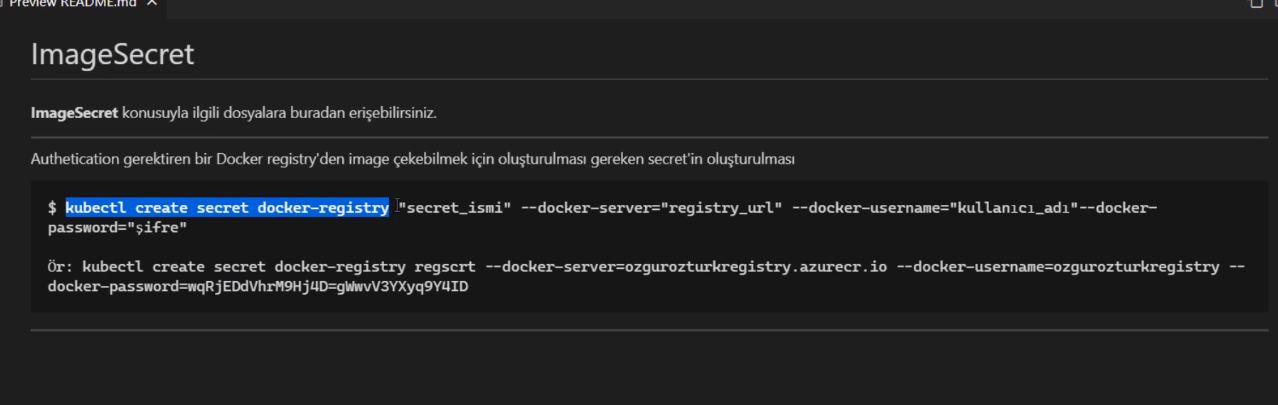 Preview README.md ×
ImageSecret
ImageSecret konusuyla ilgili dosyalara buradan erişebilirsiniz.
Authetication gerektiren bir Docker registry'den image çekebilmek için oluşturulması gereken secret'in oluşturulması
$ kubectl create secret docker-registry "secret_ismi" --docker-server="registry_url" --docker-username="kullanıcı_adı"--docker-
password="şifre"
Ör: kubectl create secret docker-registry regscrt --docker-server=ozgurozturkregistry.azurecr.io --docker-username=ozgurozturkregistry --
docker-password=wqRjEDdVhrM9Hj4D=gWwvV3YXyq9Y4ID